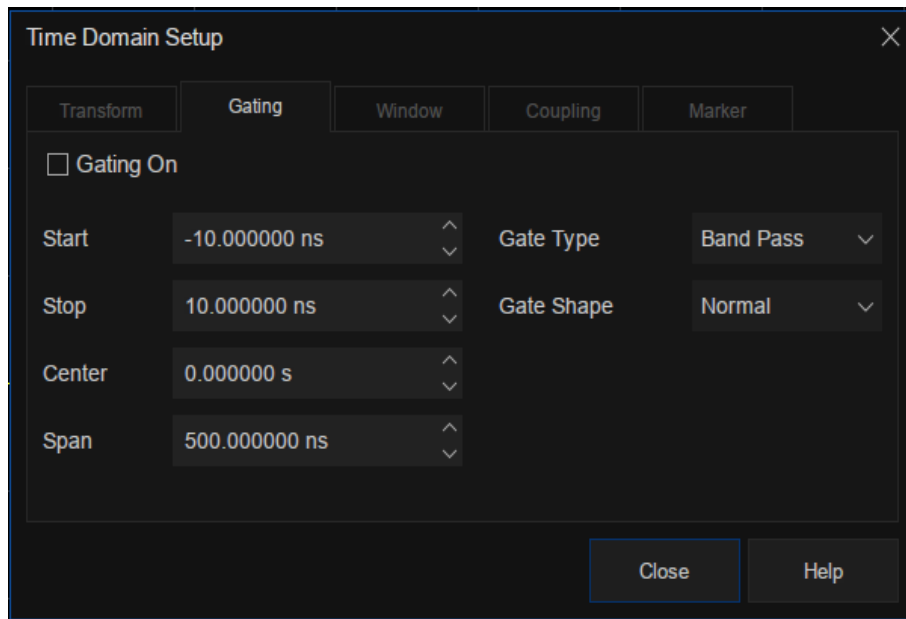 Time Domain Setup
Transform Gating Window Coupling Marker
Gating On
Start -10.000000 ns Gate Type Band Pass
Stop 10.000000 ns Gate Shape Normal
Center 0.000000 s
Span 500.000000 ns
Close Help